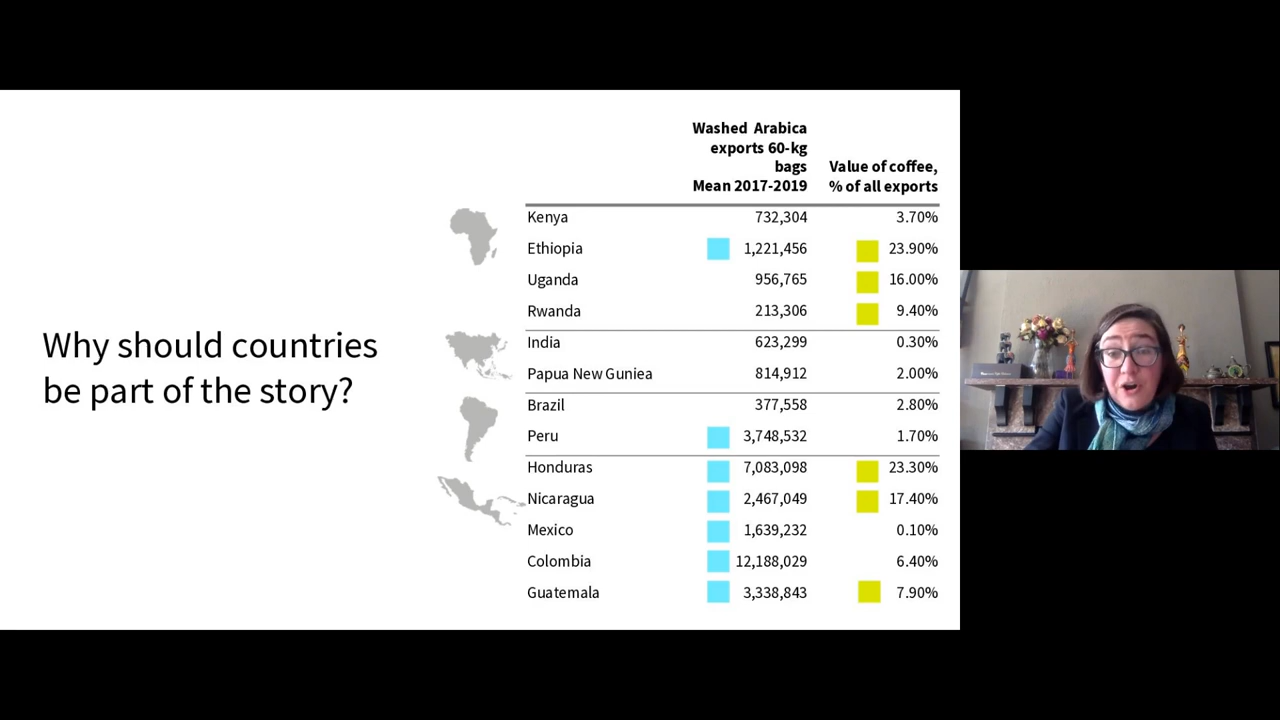 Why should countries
be part of the story?
Washed Arabica
exports 60-kg
bags
Mean 2017-2019
Value of coffee,
% of all exports
Kenya 732,304 3.70%
Ethiopia 1,221,456 23.90%
Uganda 956,765 16.00%
Rwanda 213,306 9.40%
India 623,299 0.30%
Papua New Guniea 814,912 2.00%
Brazil 377,558 2.80%
Peru 3,748,532 1.70%
Honduras 7,083,098 23.30%
Nicaragua 2,467,049 17.40%
Mexico 1,639,232 0.10%
Colombia 12,188,029 6.40%
Guatemala 3,338,843 7.90%